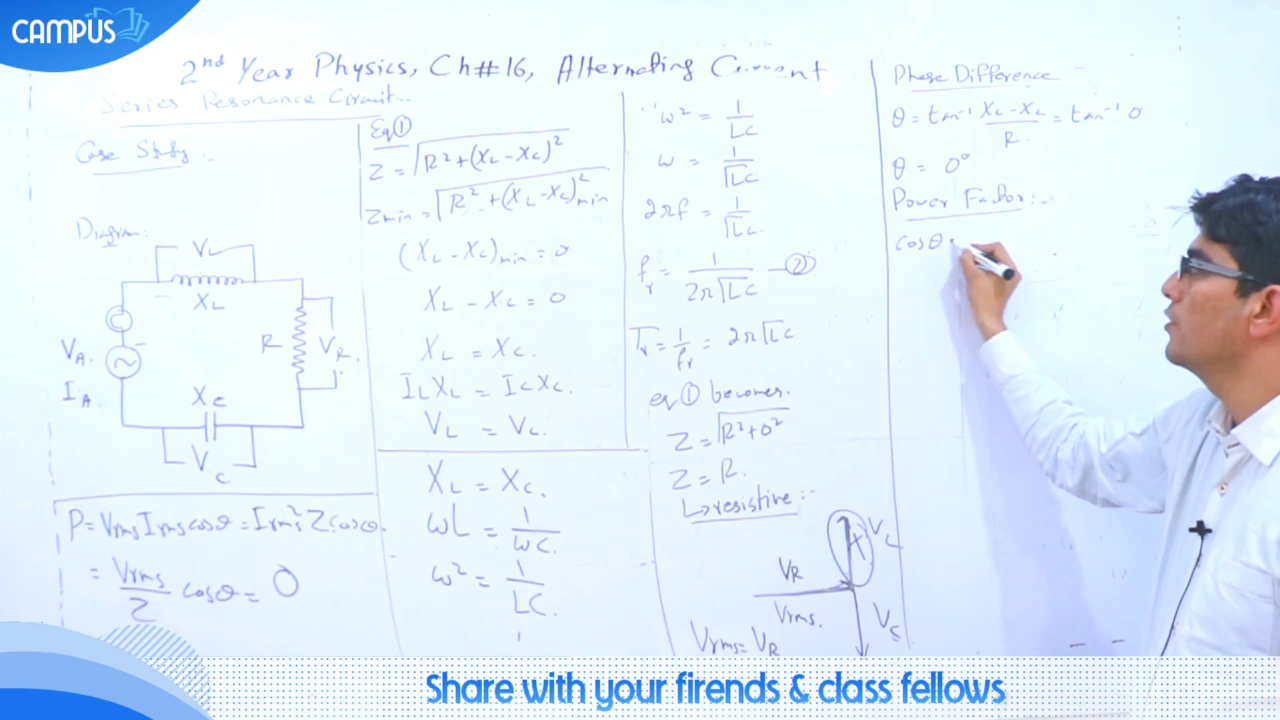 CAMPUS
2nd Year Physics, Ch#16, Alternating Current
Series Resonance Circuit..
Case Study:
Diagram:
VL
XL
R
VR.
VA.
IA.
XC
VC
P = Vrms Irms cosθ = Irms² Z cosθ.
= Vrms/Z cosθ = 0
Eq①
Z = √R² + (XL - XC)²
Zmin = √R² + (XL - XC)²min
(XL - XC)min = 0
XL - XC = 0
XL = XC.
ILXL = ICXC.
VL = VC.
XL = XC.
ωL = 1/ωC.
ω² = 1/LC.
∵ ω² = 1/LC
ω = 1/√LC
2πf = 1/√LC.
fr = 1/2π√LC —②
Tr = 1/fr = 2π√LC
eq① becomes.
Z = √R² + 0²
Z = R.
↳ resistive :-
VL
VR
Vrms.
VC
Vrms = VR
Phase Difference
θ = tan⁻¹ XL - XL/R. = tan⁻¹ 0
θ = 0°
Power Factor:-
cosθ
Share with your firends & class fellows